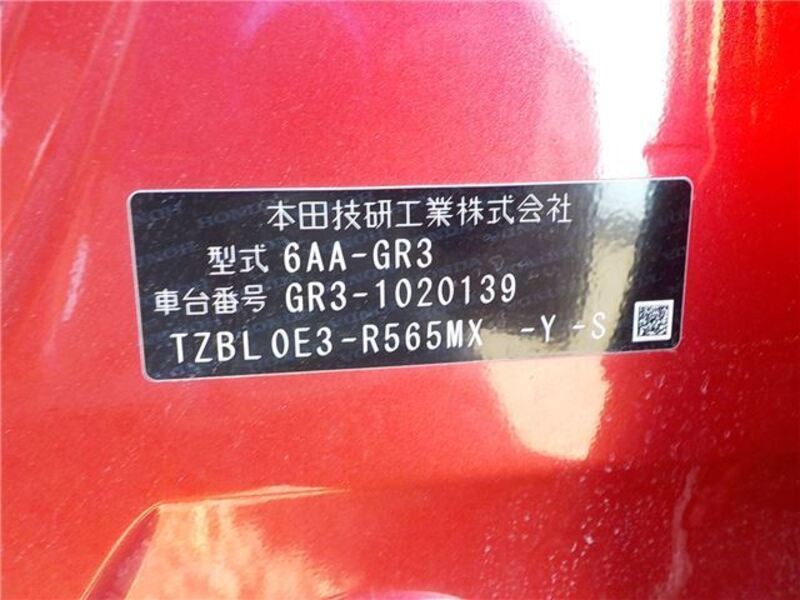 本田技研工業株式会社
型式 6AA-GR3
車台番号 GR3-1020139
TZBL0E3-R565MX -Y -S